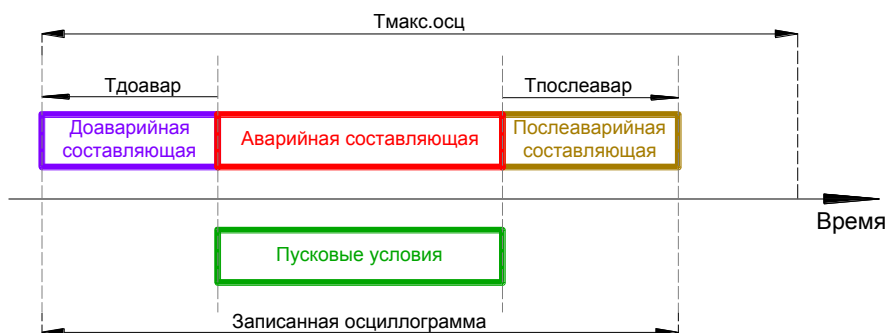 Тмакс.осц
Тдоавар
Тпослеавар
Доаварийная
составляющая
Аварийная составляющая
Послеаварийная
составляющая
Время
Пусковые условия
Записанная осциллограмма